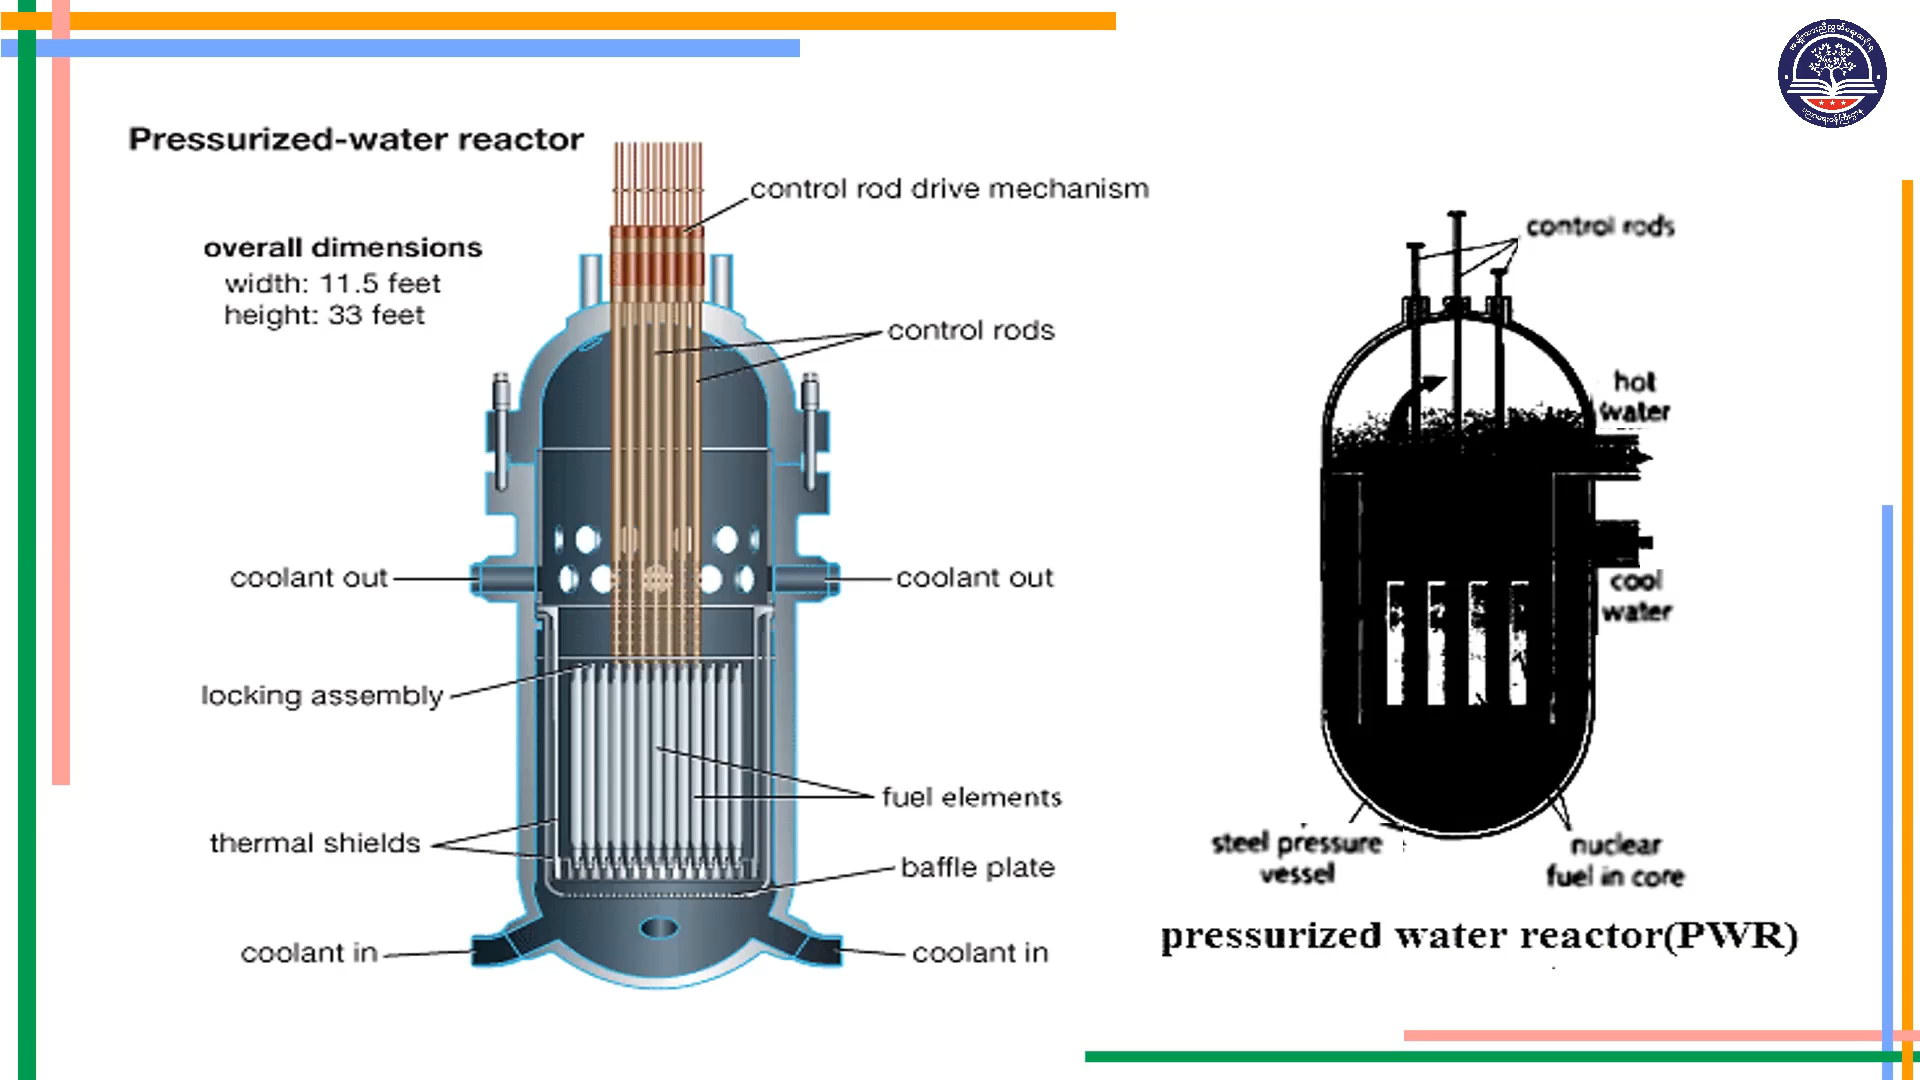 Pressurized-water reactor
overall dimensions
width: 11.5 feet
height: 33 feet
control rod drive mechanism
control rods
coolant out
coolant out
locking assembly
fuel elements
thermal shields
baffle plate
coolant in
coolant in
control rods
hot
water
cool
water
steel pressure
vessel
nuclear
fuel in core
pressurized water reactor(PWR)